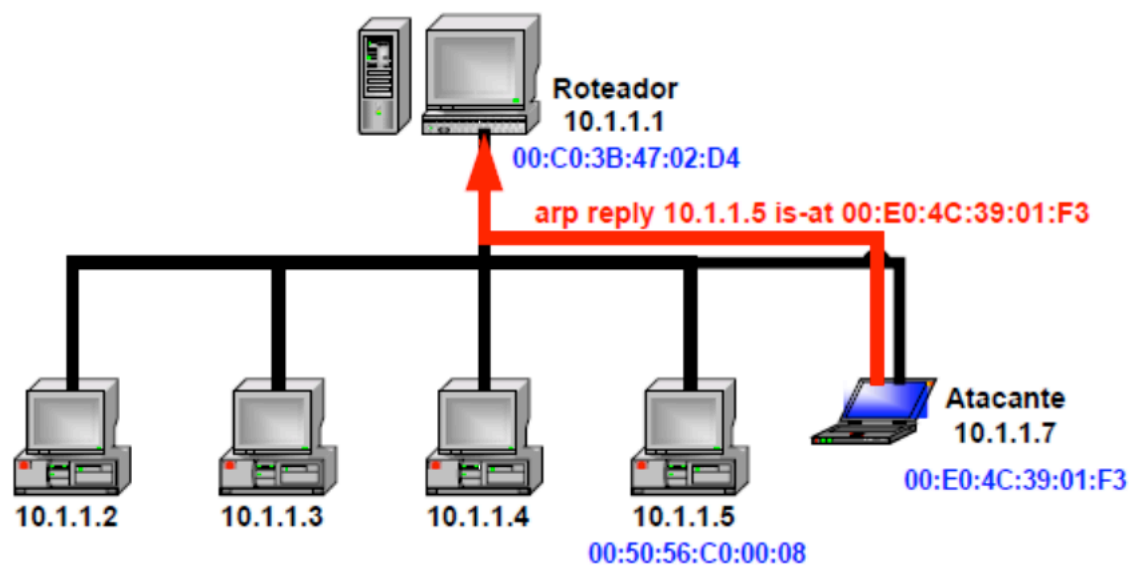 Roteador
10.1.1.1
00:C0:3B:47:02:D4
arp reply 10.1.1.5 is-at 00:E0:4C:39:01:F3
Atacante
10.1.1.7
00:E0:4C:39:01:F3
10.1.1.2
10.1.1.3
10.1.1.4
10.1.1.5
00:50:56:C0:00:08